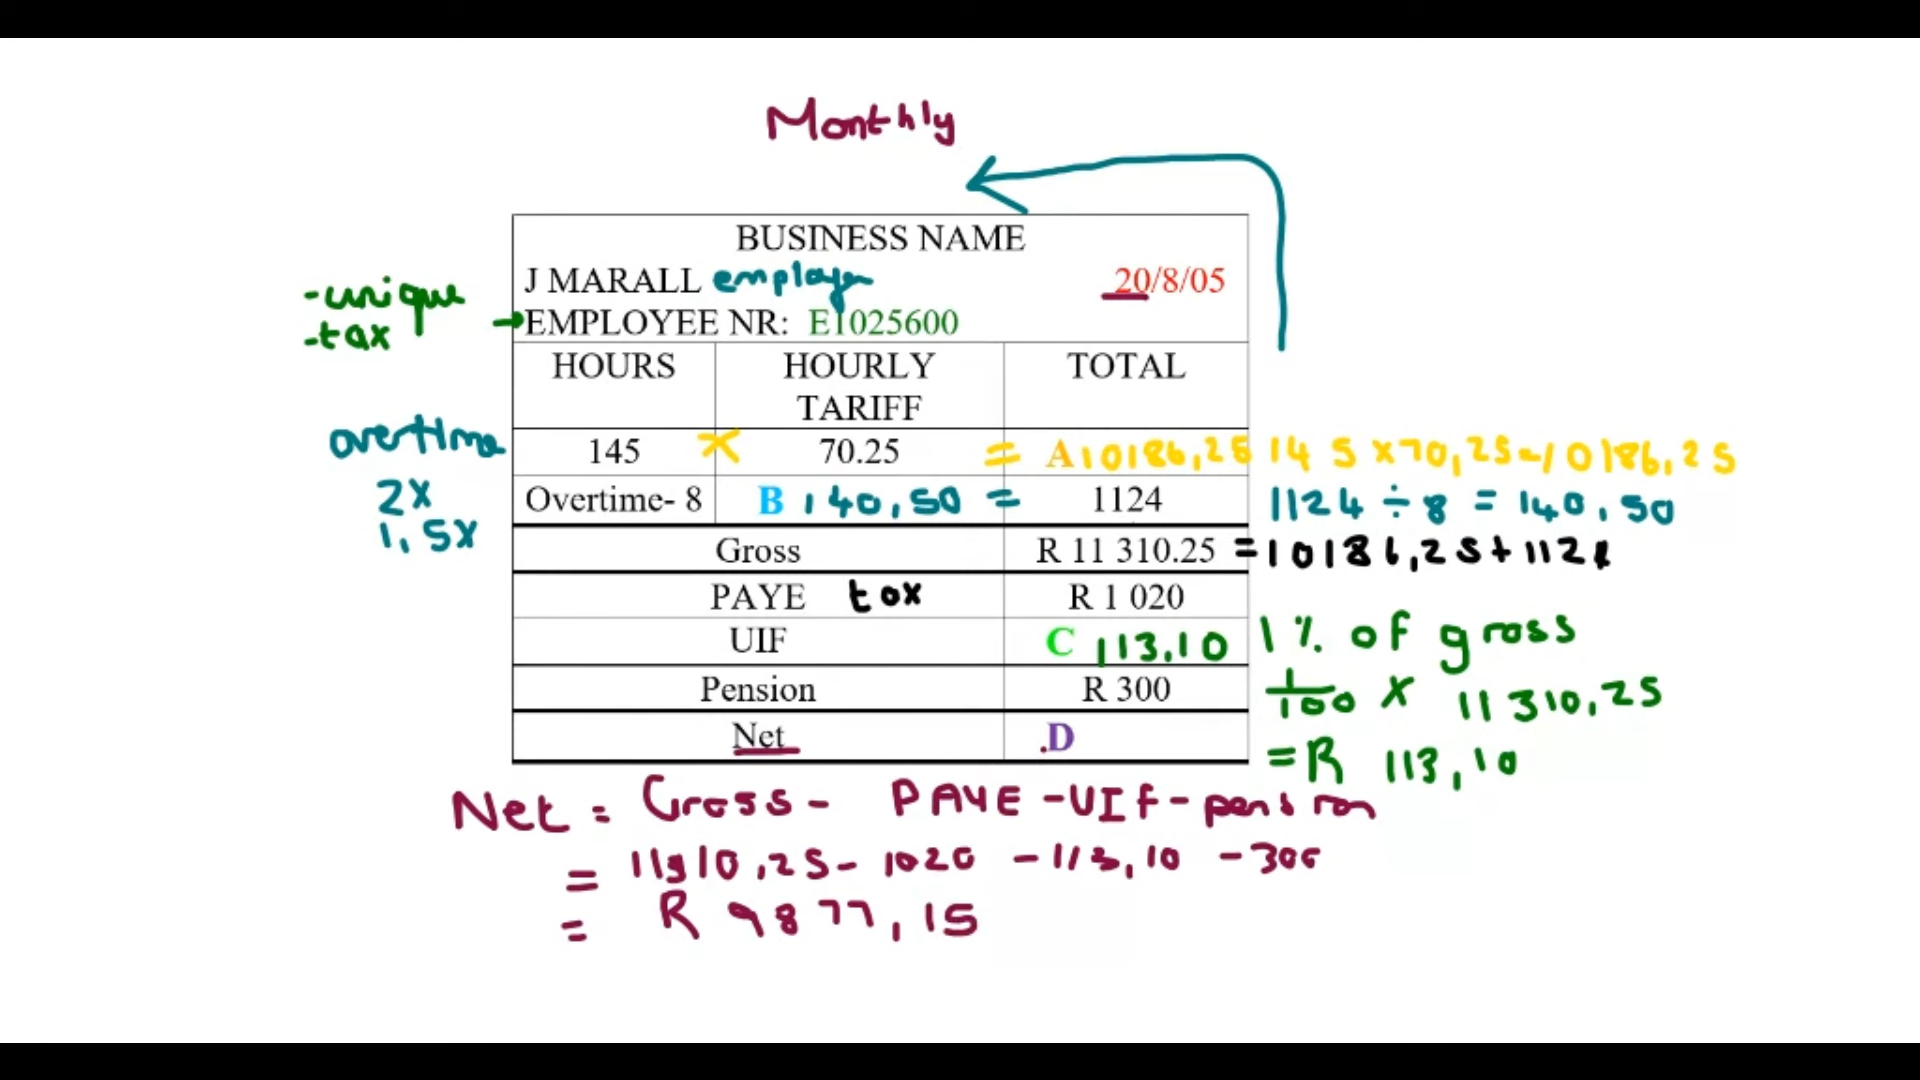 Monthly
BUSINESS NAME
J MARALL employer 20/8/05
-unique
-tax
EMPLOYEE NR: E1025600
HOURS HOURLY TARIFF TOTAL
145 × 70.25 = A 10186,25 145 x 70,25 = 10186,25
overtime
2x
1,5x
Overtime- 8 B 140,50 = 1124 1124 ÷ 8 = 140,50
Gross R 11 310.25 = 10186,25 + 1124
PAYE tax R 1 020
UIF C 113,10 1% of gross
Pension R 300 1/100 x 11310,25
Net D = R 113,10
Net = Gross - PAYE - UIF - pension
= 11310,25 - 1020 - 113,10 - 300
= R 9877,15